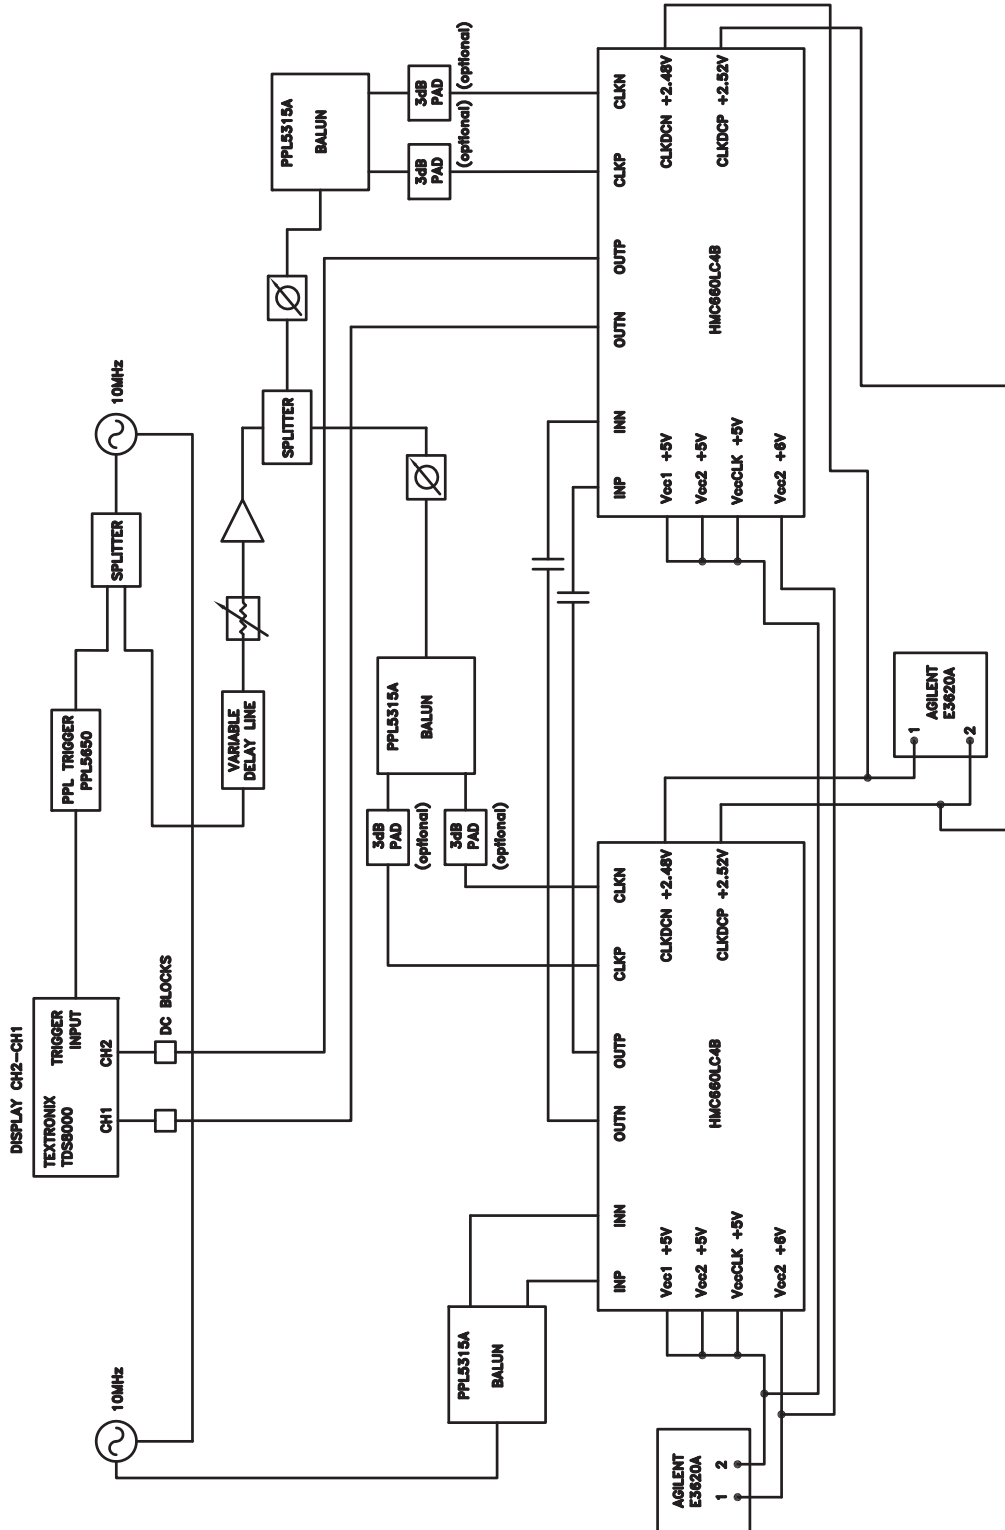 DISPLAY CH2-CH1
TEXTRONIX
TDS8000
TRIGGER
INPUT
CH1
CH2
DC BLOCKS
PPL TRIGGER
PPL5650
SPLITTER
10MHz
10MHz
VARIABLE
DELAY LINE
SPLITTER
PPL5315A
BALUN
3dB
PAD
(optional)
3dB
PAD
(optional)
PPL5315A
BALUN
3dB
PAD
(optional)
3dB
PAD
(optional)
PPL5315A
BALUN
INP
INN
OUTN
OUTP
CLKP
CLKN
Vcc1 +5V
Vcc2 +5V
VccCLK +5V
Vcc2 +6V
HMC660LC4B
CLKDCN +2.48V
CLKDCP +2.52V
INP
INN
OUTN
OUTP
CLKP
CLKN
Vcc1 +5V
Vcc2 +5V
VccCLK +5V
Vcc2 +6V
HMC660LC4B
CLKDCN +2.48V
CLKDCP +2.52V
AGILENT
E3620A
1
2
AGILENT
E3620A
1
2